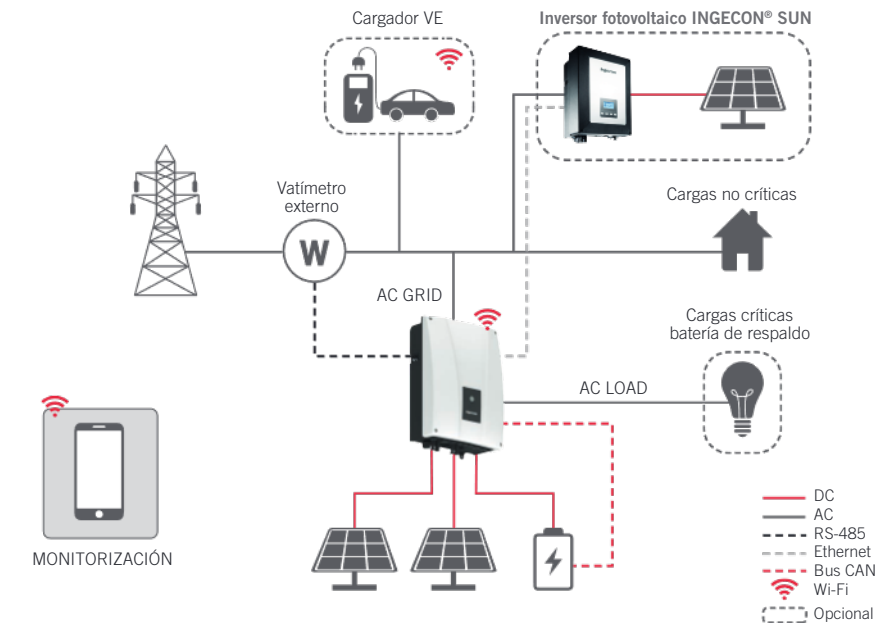 Cargador VE
Inversor fotovoltaico INGECON® SUN
Vatímetro
externo
W
Cargas no críticas
AC GRID
Cargas críticas
batería de respaldo
AC LOAD
MONITORIZACIÓN
DC
AC
RS-485
Ethernet
Bus CAN
Wi-Fi
Opcional